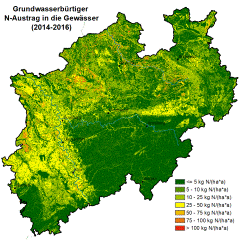 Grundwasserbürtiger
N-Austrag in die Gewässer
(2014-2016)
<= 5 kg N/(ha*a)
5 - 10 kg N/(ha*a)
10 - 25 kg N/(ha*a)
25 - 50 kg N/(ha*a)
50 - 75 kg N/(ha*a)
75 - 100 kg N/(ha*a)
> 100 kg N/(ha*a)